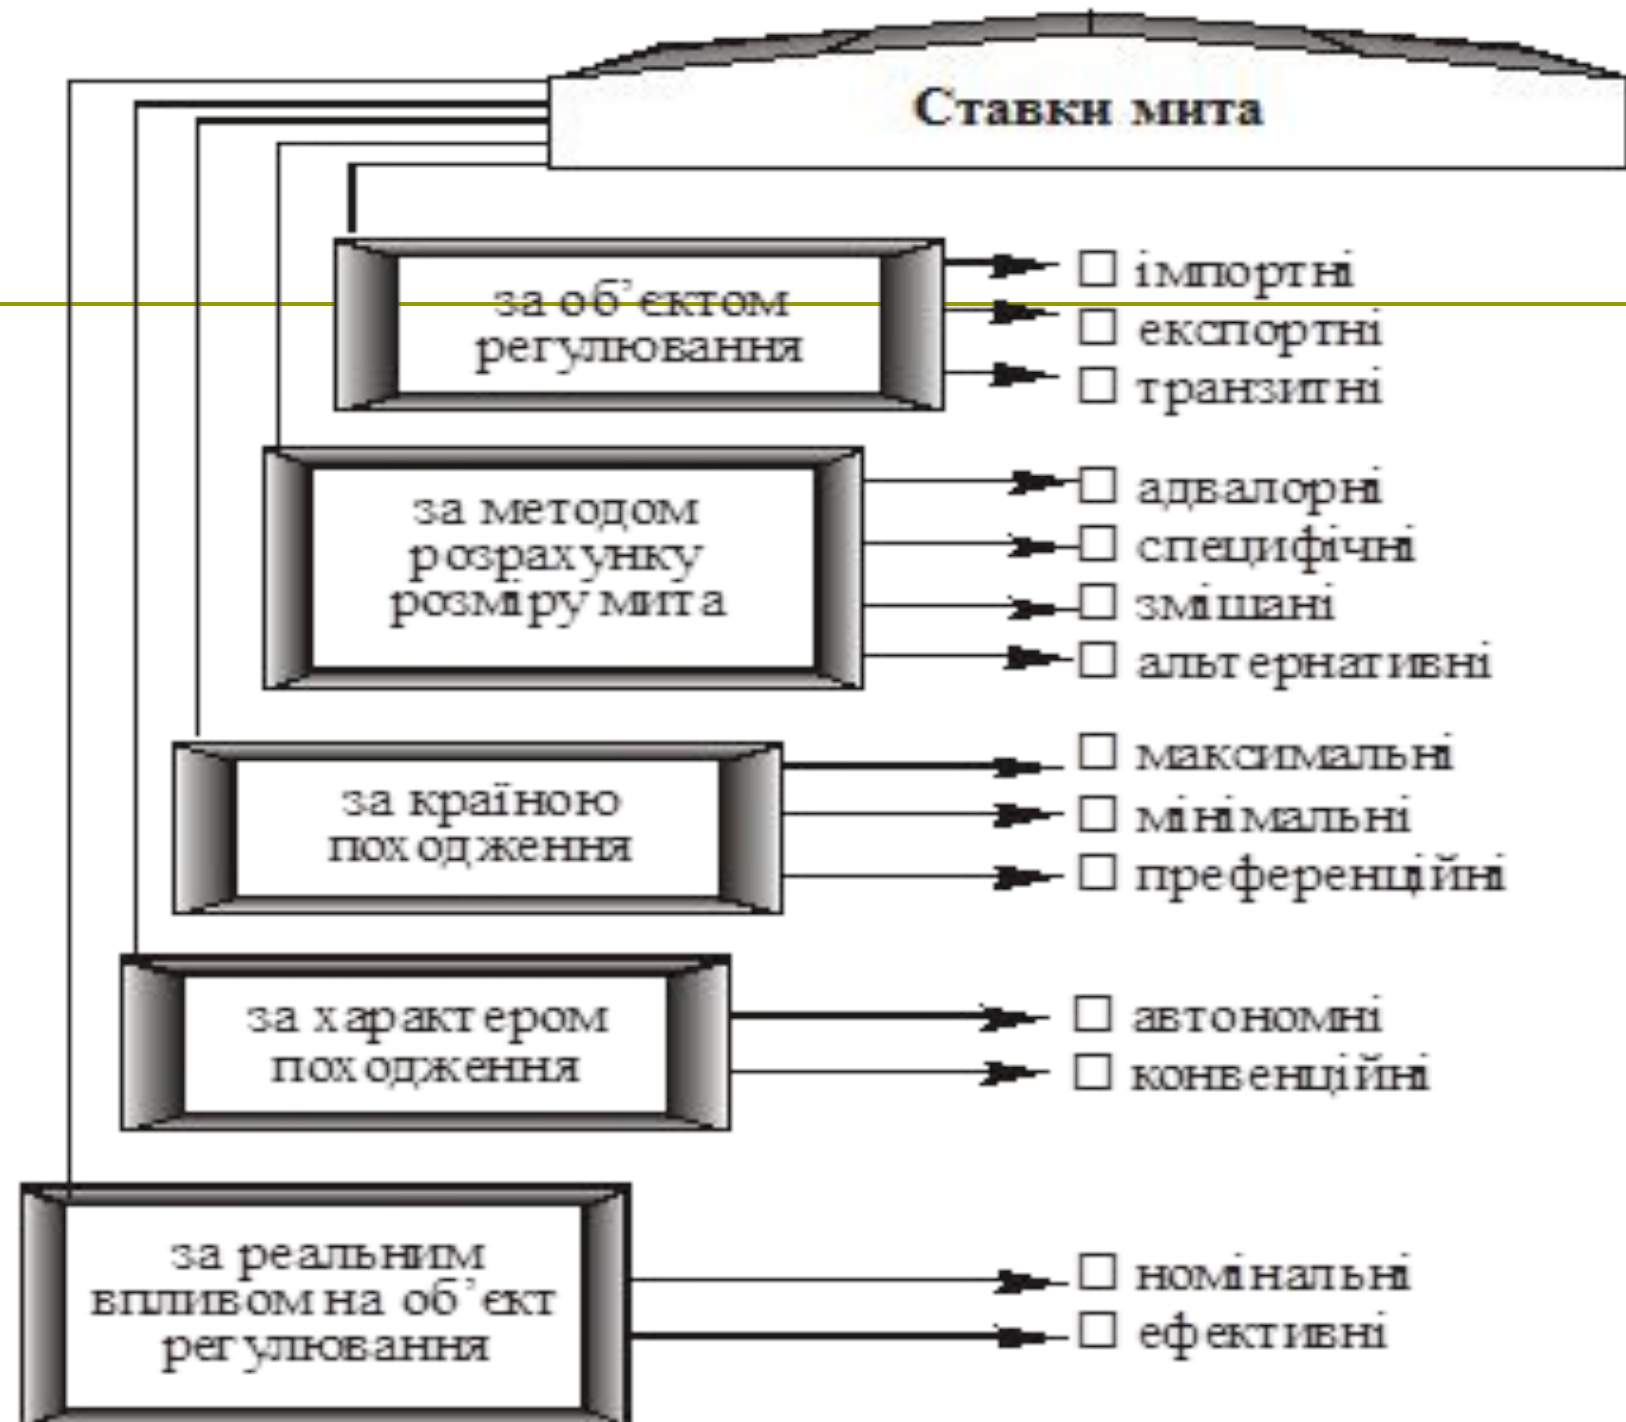 Ставки мита
за об’єктом
регулювання
□ імпортні
□ експортні
□ транзитні
за методом
розрахунку
розміру мита
□ адвалорні
□ специфічні
□ змішані
□ альтернативні
за країною
походження
□ максимальні
□ мінімальні
□ преференційні
за характером
походження
□ автономні
□ конвенційні
за реальним
впливом на об’єкт
регулювання
□ номінальні
□ ефективні